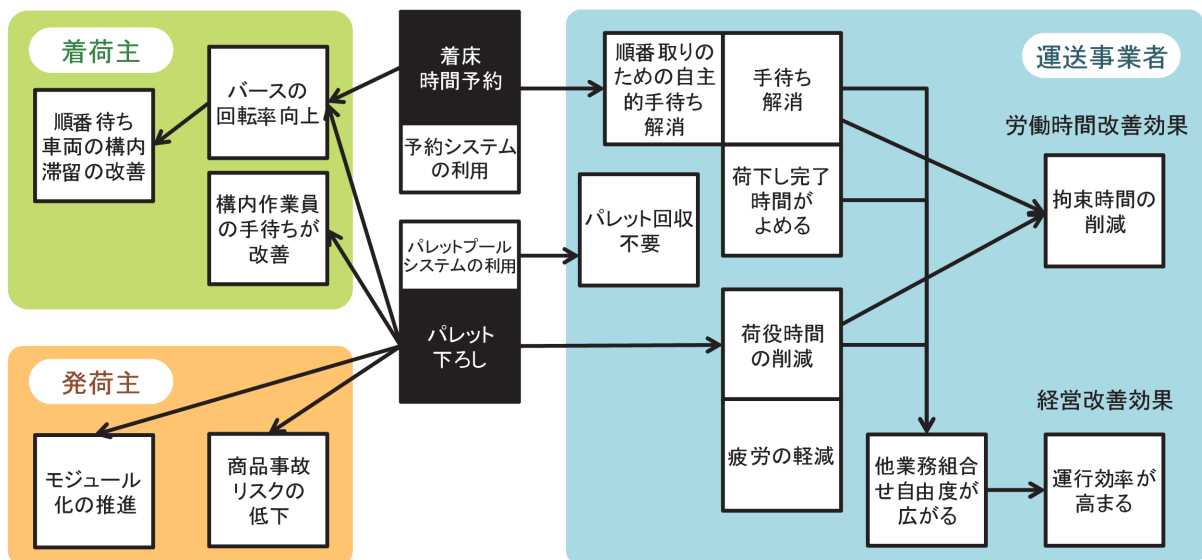 着荷主
順番待ち
車両の構内
滞留の改善
バースの
回転率向上
構内作業員
の手待ちが
改善
発荷主
モジュール
化の推進
商品事故
リスクの
低下
着床
時間予約
予約システム
の利用
パレットプール
システムの利用
パレット
下ろし
運送事業者
順番取りの
ための自主
的手待ち
解消
手待ち
解消
荷下し完了
時間が
よめる
パレット回収
不要
荷役時間
の削減
疲労の軽減
労働時間改善効果
拘束時間の
削減
経営改善効果
他業務組合
せ自由度が
広がる
運行効率が
高まる